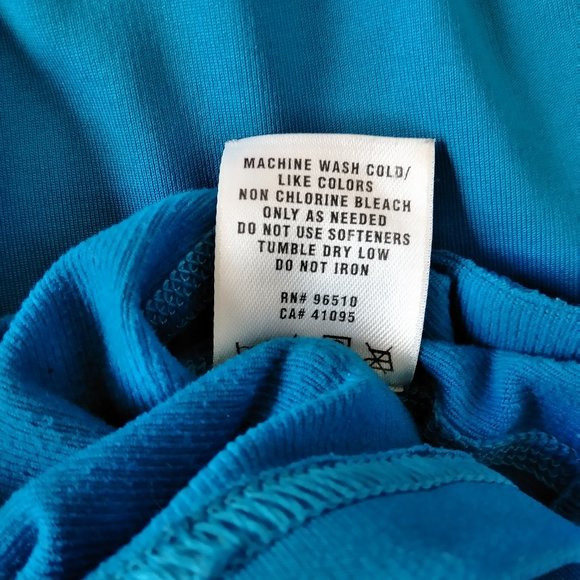 MACHINE WASH COLD/
LIKE COLORS
NON CHLORINE BLEACH
ONLY AS NEEDED
DO NOT USE SOFTENERS
TUMBLE DRY LOW
DO NOT IRON
RN# 96510
CA# 41095